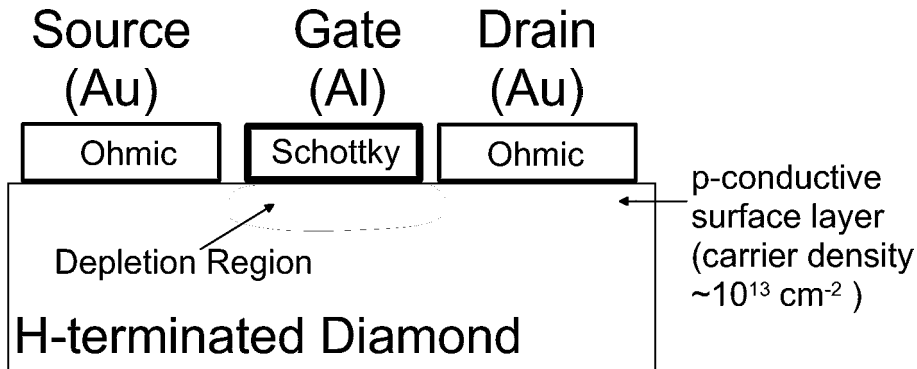 Source
(Au)
Gate
(Al)
Drain
(Au)
Ohmic
Schottky
Ohmic
p-conductive
surface layer
(carrier density
~10¹³ cm⁻² )
Depletion Region
H-terminated Diamond